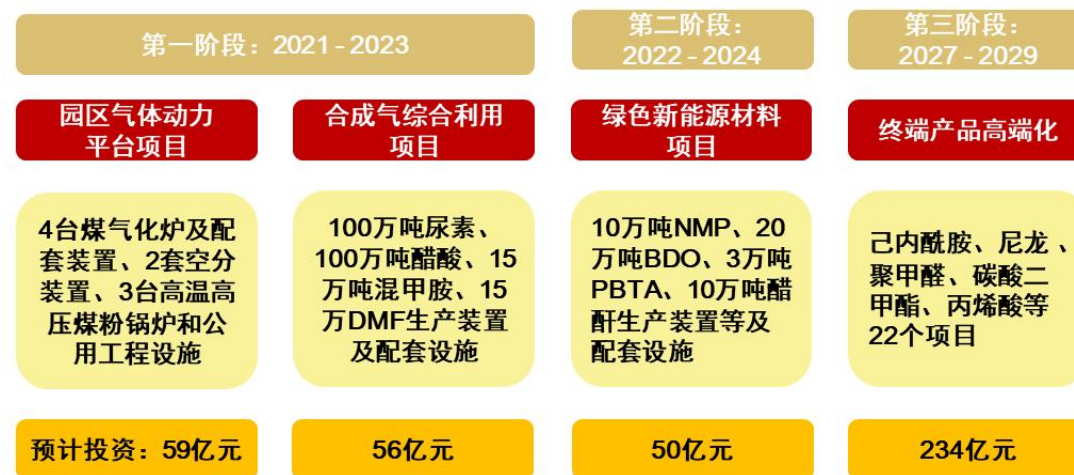 第一阶段：2021-2023
第二阶段：
2022-2024
第三阶段：
2027-2029
园区气体动力
平台项目
合成气综合利用
项目
绿色新能源材料
项目
终端产品高端化
4台煤气化炉及配
套装置、2套空分
装置、3台高温高
压煤粉锅炉和公
用工程设施
100万吨尿素、
100万吨醋酸、15
万吨混甲胺、15
万DMF生产装置
及配套设施
10万吨NMP、20
万吨BDO、3万吨
PBTA、10万吨醋
酐生产装置等及
配套设施
己内酰胺、尼龙、
聚甲醛、碳酸二
甲酯、丙烯酸等
22个项目
预计投资：59亿元
56亿元
50亿元
234亿元